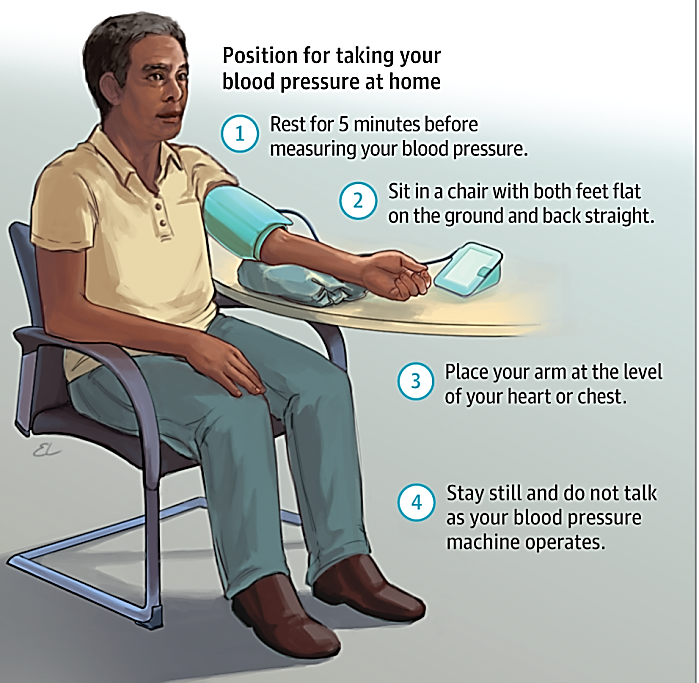 Position for taking your
blood pressure at home
1
Rest for 5 minutes before
measuring your blood pressure.
2
Sit in a chair with both feet flat
on the ground and back straight.
3
Place your arm at the level
of your heart or chest.
4
Stay still and do not talk
as your blood pressure
machine operates.
EL